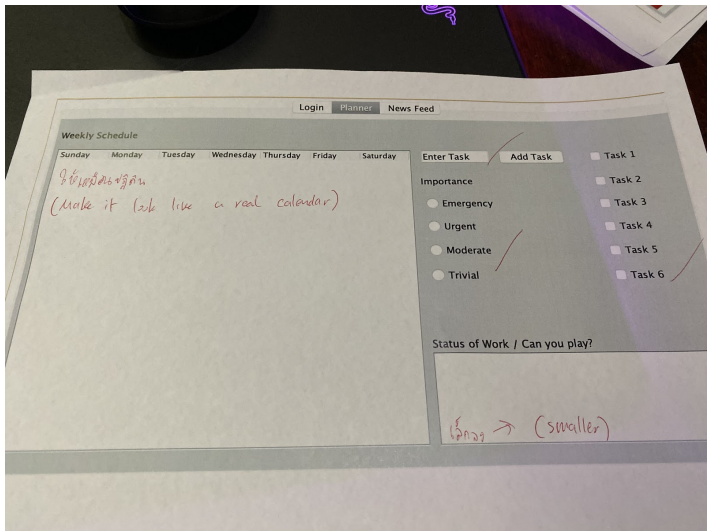 Login Planner News Feed
Weekly Schedule
Sunday Monday Tuesday Wednesday Thursday Friday Saturday
Enter Task Add Task
Task 1
ใช้เหมือนปฏิทิน
(Make it look like a real calendar)
Importance
Emergency
Urgent
Moderate
Trivial
Task 2
Task 3
Task 4
Task 5
Task 6
Status of Work / Can you play?
เล็กลง → (smaller)